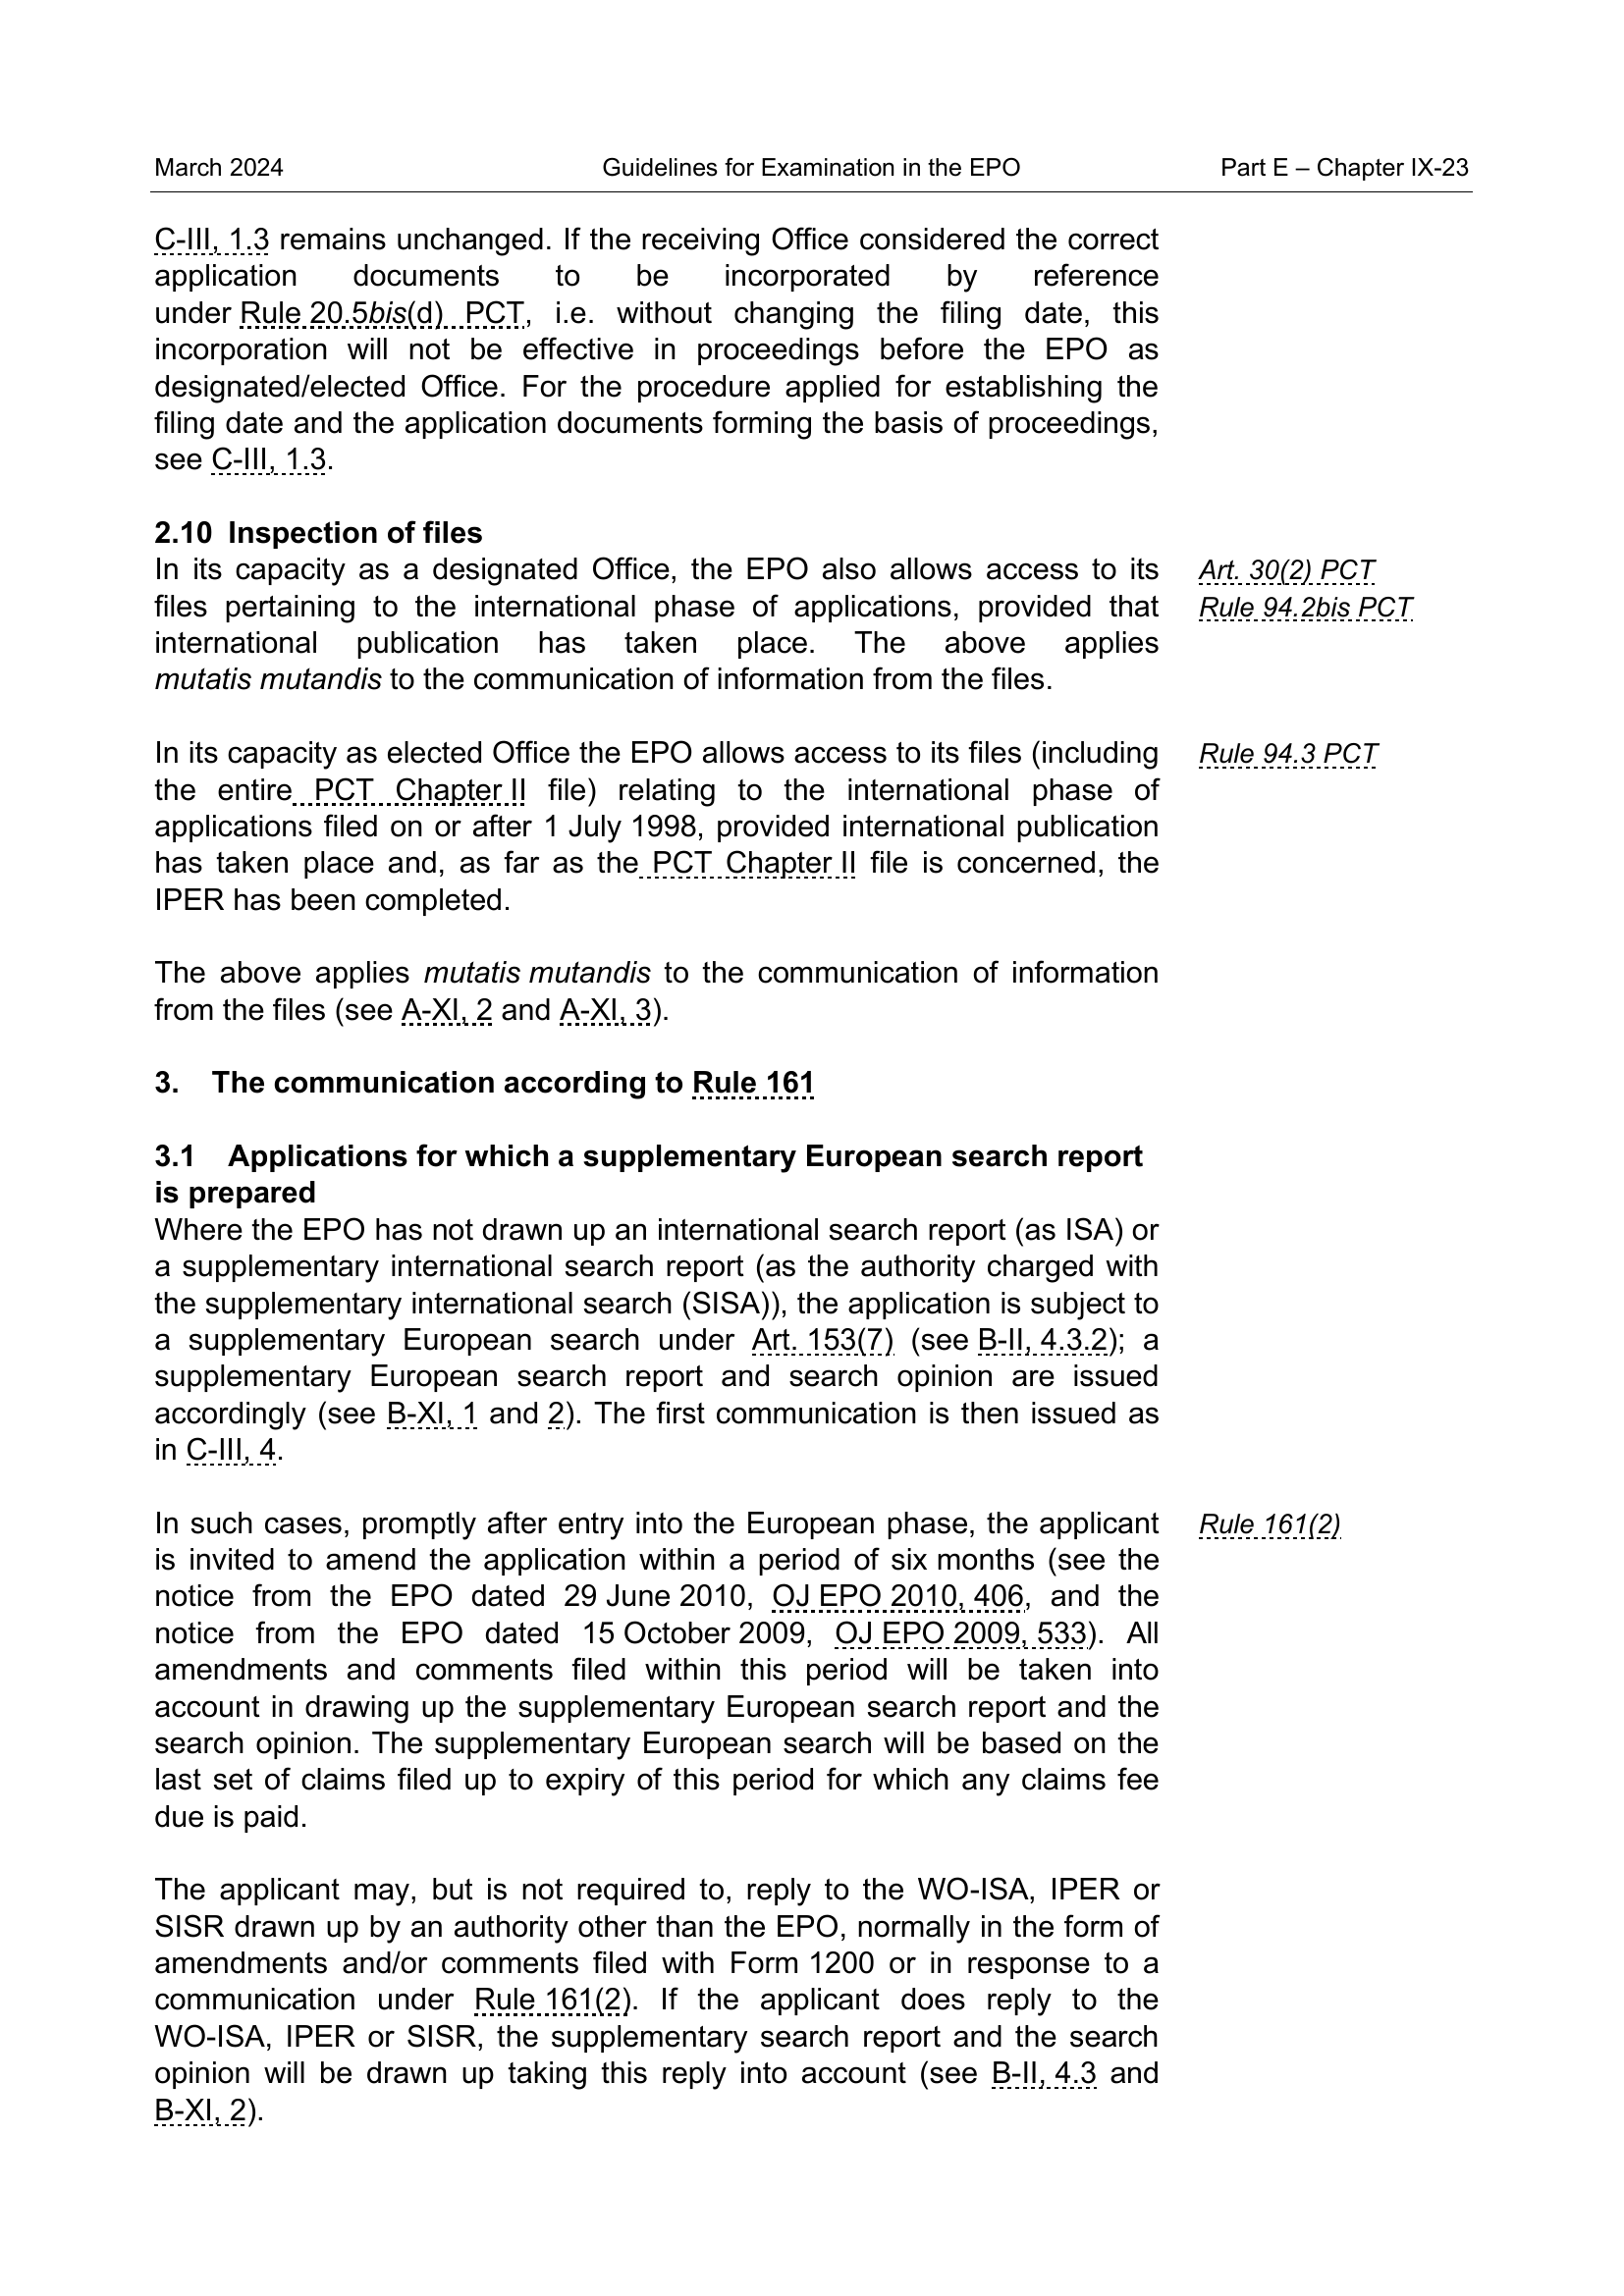 March 2024 Guidelines for Examination in the EPO Part E – Chapter IX-23
C-III, 1.3 remains unchanged. If the receiving Office considered the correct
application documents to be incorporated by reference
under Rule 20.5bis(d) PCT, i.e. without changing the filing date, this
incorporation will not be effective in proceedings before the EPO as
designated/elected Office. For the procedure applied for establishing the
filing date and the application documents forming the basis of proceedings,
see C-III, 1.3.
2.10 Inspection of files
In its capacity as a designated Office, the EPO also allows access to its
Art. 30(2) PCT
files pertaining to the international phase of applications, provided that
Rule 94.2bis PCT
international publication has taken place. The above applies
mutatis mutandis to the communication of information from the files.
In its capacity as elected Office the EPO allows access to its files (including
Rule 94.3 PCT
the entire PCT Chapter II file) relating to the international phase of
applications filed on or after 1 July 1998, provided international publication
has taken place and, as far as the PCT Chapter II file is concerned, the
IPER has been completed.
The above applies mutatis mutandis to the communication of information
from the files (see A-XI, 2 and A-XI, 3).
3. The communication according to Rule 161
3.1 Applications for which a supplementary European search report
is prepared
Where the EPO has not drawn up an international search report (as ISA) or
a supplementary international search report (as the authority charged with
the supplementary international search (SISA)), the application is subject to
a supplementary European search under Art. 153(7) (see B-II, 4.3.2); a
supplementary European search report and search opinion are issued
accordingly (see B-XI, 1 and 2). The first communication is then issued as
in C-III, 4.
In such cases, promptly after entry into the European phase, the applicant
Rule 161(2)
is invited to amend the application within a period of six months (see the
notice from the EPO dated 29 June 2010, OJ EPO 2010, 406, and the
notice from the EPO dated 15 October 2009, OJ EPO 2009, 533). All
amendments and comments filed within this period will be taken into
account in drawing up the supplementary European search report and the
search opinion. The supplementary European search will be based on the
last set of claims filed up to expiry of this period for which any claims fee
due is paid.
The applicant may, but is not required to, reply to the WO-ISA, IPER or
SISR drawn up by an authority other than the EPO, normally in the form of
amendments and/or comments filed with Form 1200 or in response to a
communication under Rule 161(2). If the applicant does reply to the
WO-ISA, IPER or SISR, the supplementary search report and the search
opinion will be drawn up taking this reply into account (see B-II, 4.3 and
B-XI, 2).